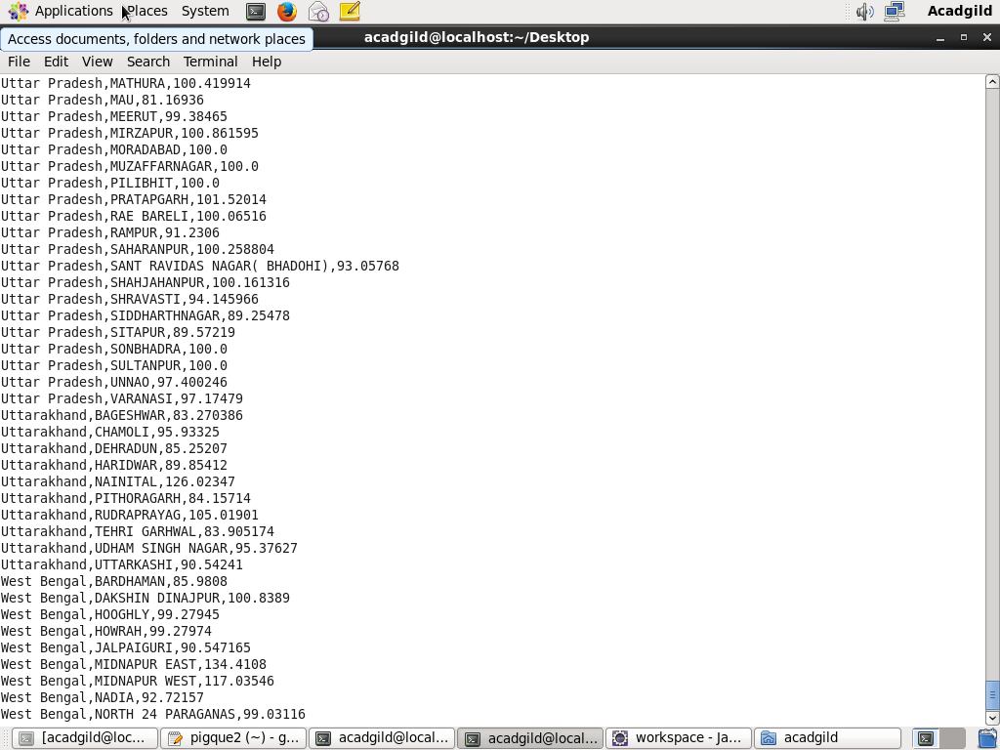 Applications Places System Acadgild
Access documents, folders and network places
acadgild@localhost:~/Desktop
File Edit View Search Terminal Help
Uttar Pradesh,MATHURA,100.419914
Uttar Pradesh,MAU,81.16936
Uttar Pradesh,MEERUT,99.38465
Uttar Pradesh,MIRZAPUR,100.861595
Uttar Pradesh,MORADABAD,100.0
Uttar Pradesh,MUZAFFARNAGAR,100.0
Uttar Pradesh,PILIBHIT,100.0
Uttar Pradesh,PRATAPGARH,101.52014
Uttar Pradesh,RAE BARELI,100.06516
Uttar Pradesh,RAMPUR,91.2306
Uttar Pradesh,SAHARANPUR,100.258804
Uttar Pradesh,SANT RAVIDAS NAGAR( BHADOHI),93.05768
Uttar Pradesh,SHAHJAHANPUR,100.161316
Uttar Pradesh,SHRAVASTI,94.145966
Uttar Pradesh,SIDDHARTHNAGAR,89.25478
Uttar Pradesh,SITAPUR,89.57219
Uttar Pradesh,SONBHADRA,100.0
Uttar Pradesh,SULTANPUR,100.0
Uttar Pradesh,UNNAO,97.400246
Uttar Pradesh,VARANASI,97.17479
Uttarakhand,BAGESHWAR,83.270386
Uttarakhand,CHAMOLI,95.93325
Uttarakhand,DEHRADUN,85.25207
Uttarakhand,HARIDWAR,89.85412
Uttarakhand,NAINITAL,126.02347
Uttarakhand,PITHORAGARH,84.15714
Uttarakhand,RUDRAPRAYAG,105.01901
Uttarakhand,TEHRI GARHWAL,83.905174
Uttarakhand,UDHAM SINGH NAGAR,95.37627
Uttarakhand,UTTARKASHI,90.54241
West Bengal,BARDHAMAN,85.9808
West Bengal,DAKSHIN DINAJPUR,100.8389
West Bengal,HOOGHLY,99.27945
West Bengal,HOWRAH,99.27974
West Bengal,JALPAIGURI,90.547165
West Bengal,MIDNAPUR EAST,134.4108
West Bengal,MIDNAPUR WEST,117.03546
West Bengal,NADIA,92.72157
West Bengal,NORTH 24 PARAGANAS,99.03116
[acadgild@loc... pigque2 (~) - g... acadgild@local... acadgild@local... workspace - Ja... acadgild